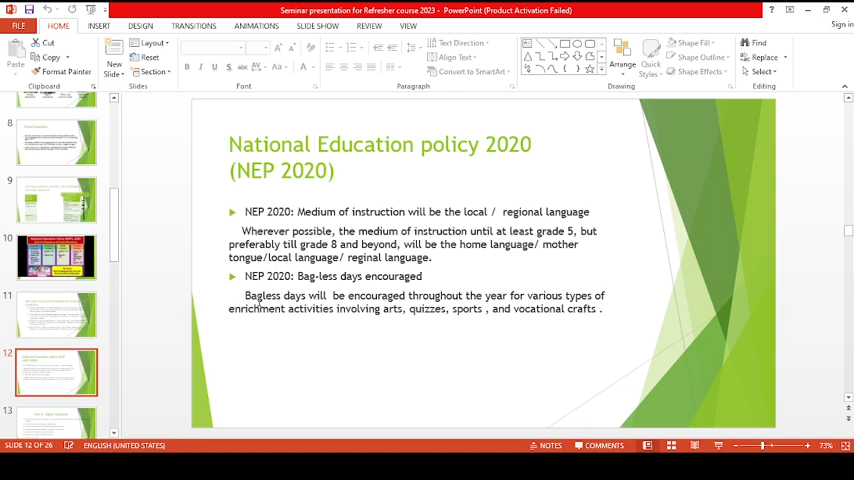 Seminar presentation for Refresher course 2023 - PowerPoint (Product Activation Failed)
FILE HOME INSERT DESIGN TRANSITIONS ANIMATIONS SLIDE SHOW REVIEW VIEW Sign in
Paste Cut Copy Format Painter Clipboard
New Slide Layout Reset Section Slides
Font
Text Direction Align Text Convert to SmartArt Paragraph
Arrange Quick Styles Shape Fill Shape Outline Shape Effects Drawing
Find Replace Select Editing
8
9
10
11
12
13
National Education policy 2020
(NEP 2020)
NEP 2020: Medium of instruction will be the local / regional language
Wherever possible, the medium of instruction until at least grade 5, but
preferably till grade 8 and beyond, will be the home language/ mother
tongue/local language/ reginal language.
NEP 2020: Bag-less days encouraged
Bagless days will be encouraged throughout the year for various types of
enrichment activities involving arts, quizzes, sports , and vocational crafts .
SLIDE 12 OF 26 ENGLISH (UNITED STATES) NOTES COMMENTS 73%